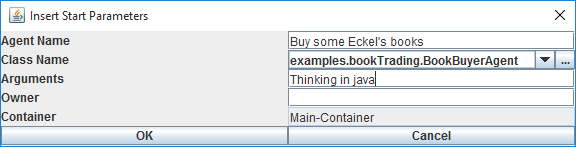 Insert Start Parameters
Agent Name Buy some Eckel's books
Class Name examples.bookTrading.BookBuyerAgent ...
Arguments Thinking in java
Owner
Container Main-Container
OK Cancel